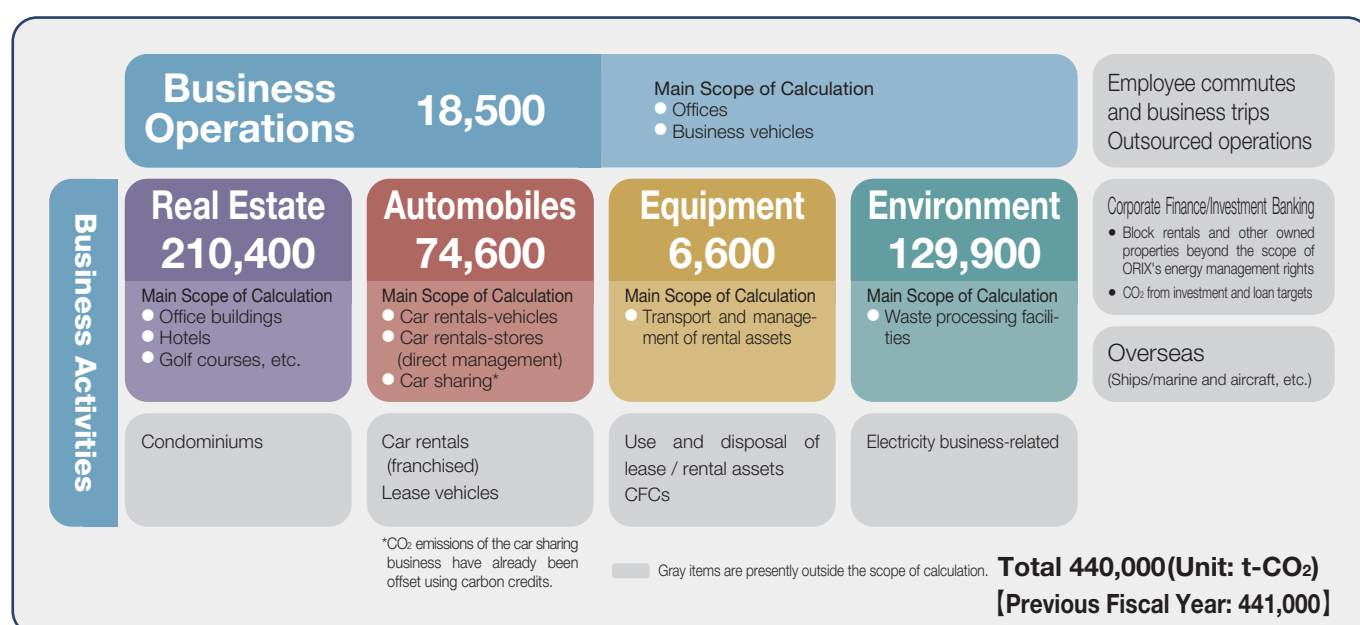 Business
Operations
18,500
Main Scope of Calculation
● Offices
● Business vehicles
Employee commutes
and business trips
Outsourced operations
Business Activities
Real Estate
210,400
Main Scope of Calculation
● Office buildings
● Hotels
● Golf courses, etc.
Automobiles
74,600
Main Scope of Calculation
● Car rentals-vehicles
● Car rentals-stores
(direct management)
● Car sharing*
Equipment
6,600
Main Scope of Calculation
● Transport and manage-
ment of rental assets
Environment
129,900
Main Scope of Calculation
● Waste processing facili-
ties
Corporate Finance/Investment Banking
● Block rentals and other owned
properties beyond the scope of
ORIX's energy management rights
● CO₂ from investment and loan targets
Overseas
(Ships/marine and aircraft, etc.)
Condominiums
Car rentals
(franchised)
Lease vehicles
Use and disposal of
lease / rental assets
CFCs
Electricity business-related
*CO₂ emissions of the car sharing
business have already been
offset using carbon credits.
Gray items are presently outside the scope of calculation.
Total 440,000(Unit: t-CO₂)
【Previous Fiscal Year: 441,000】